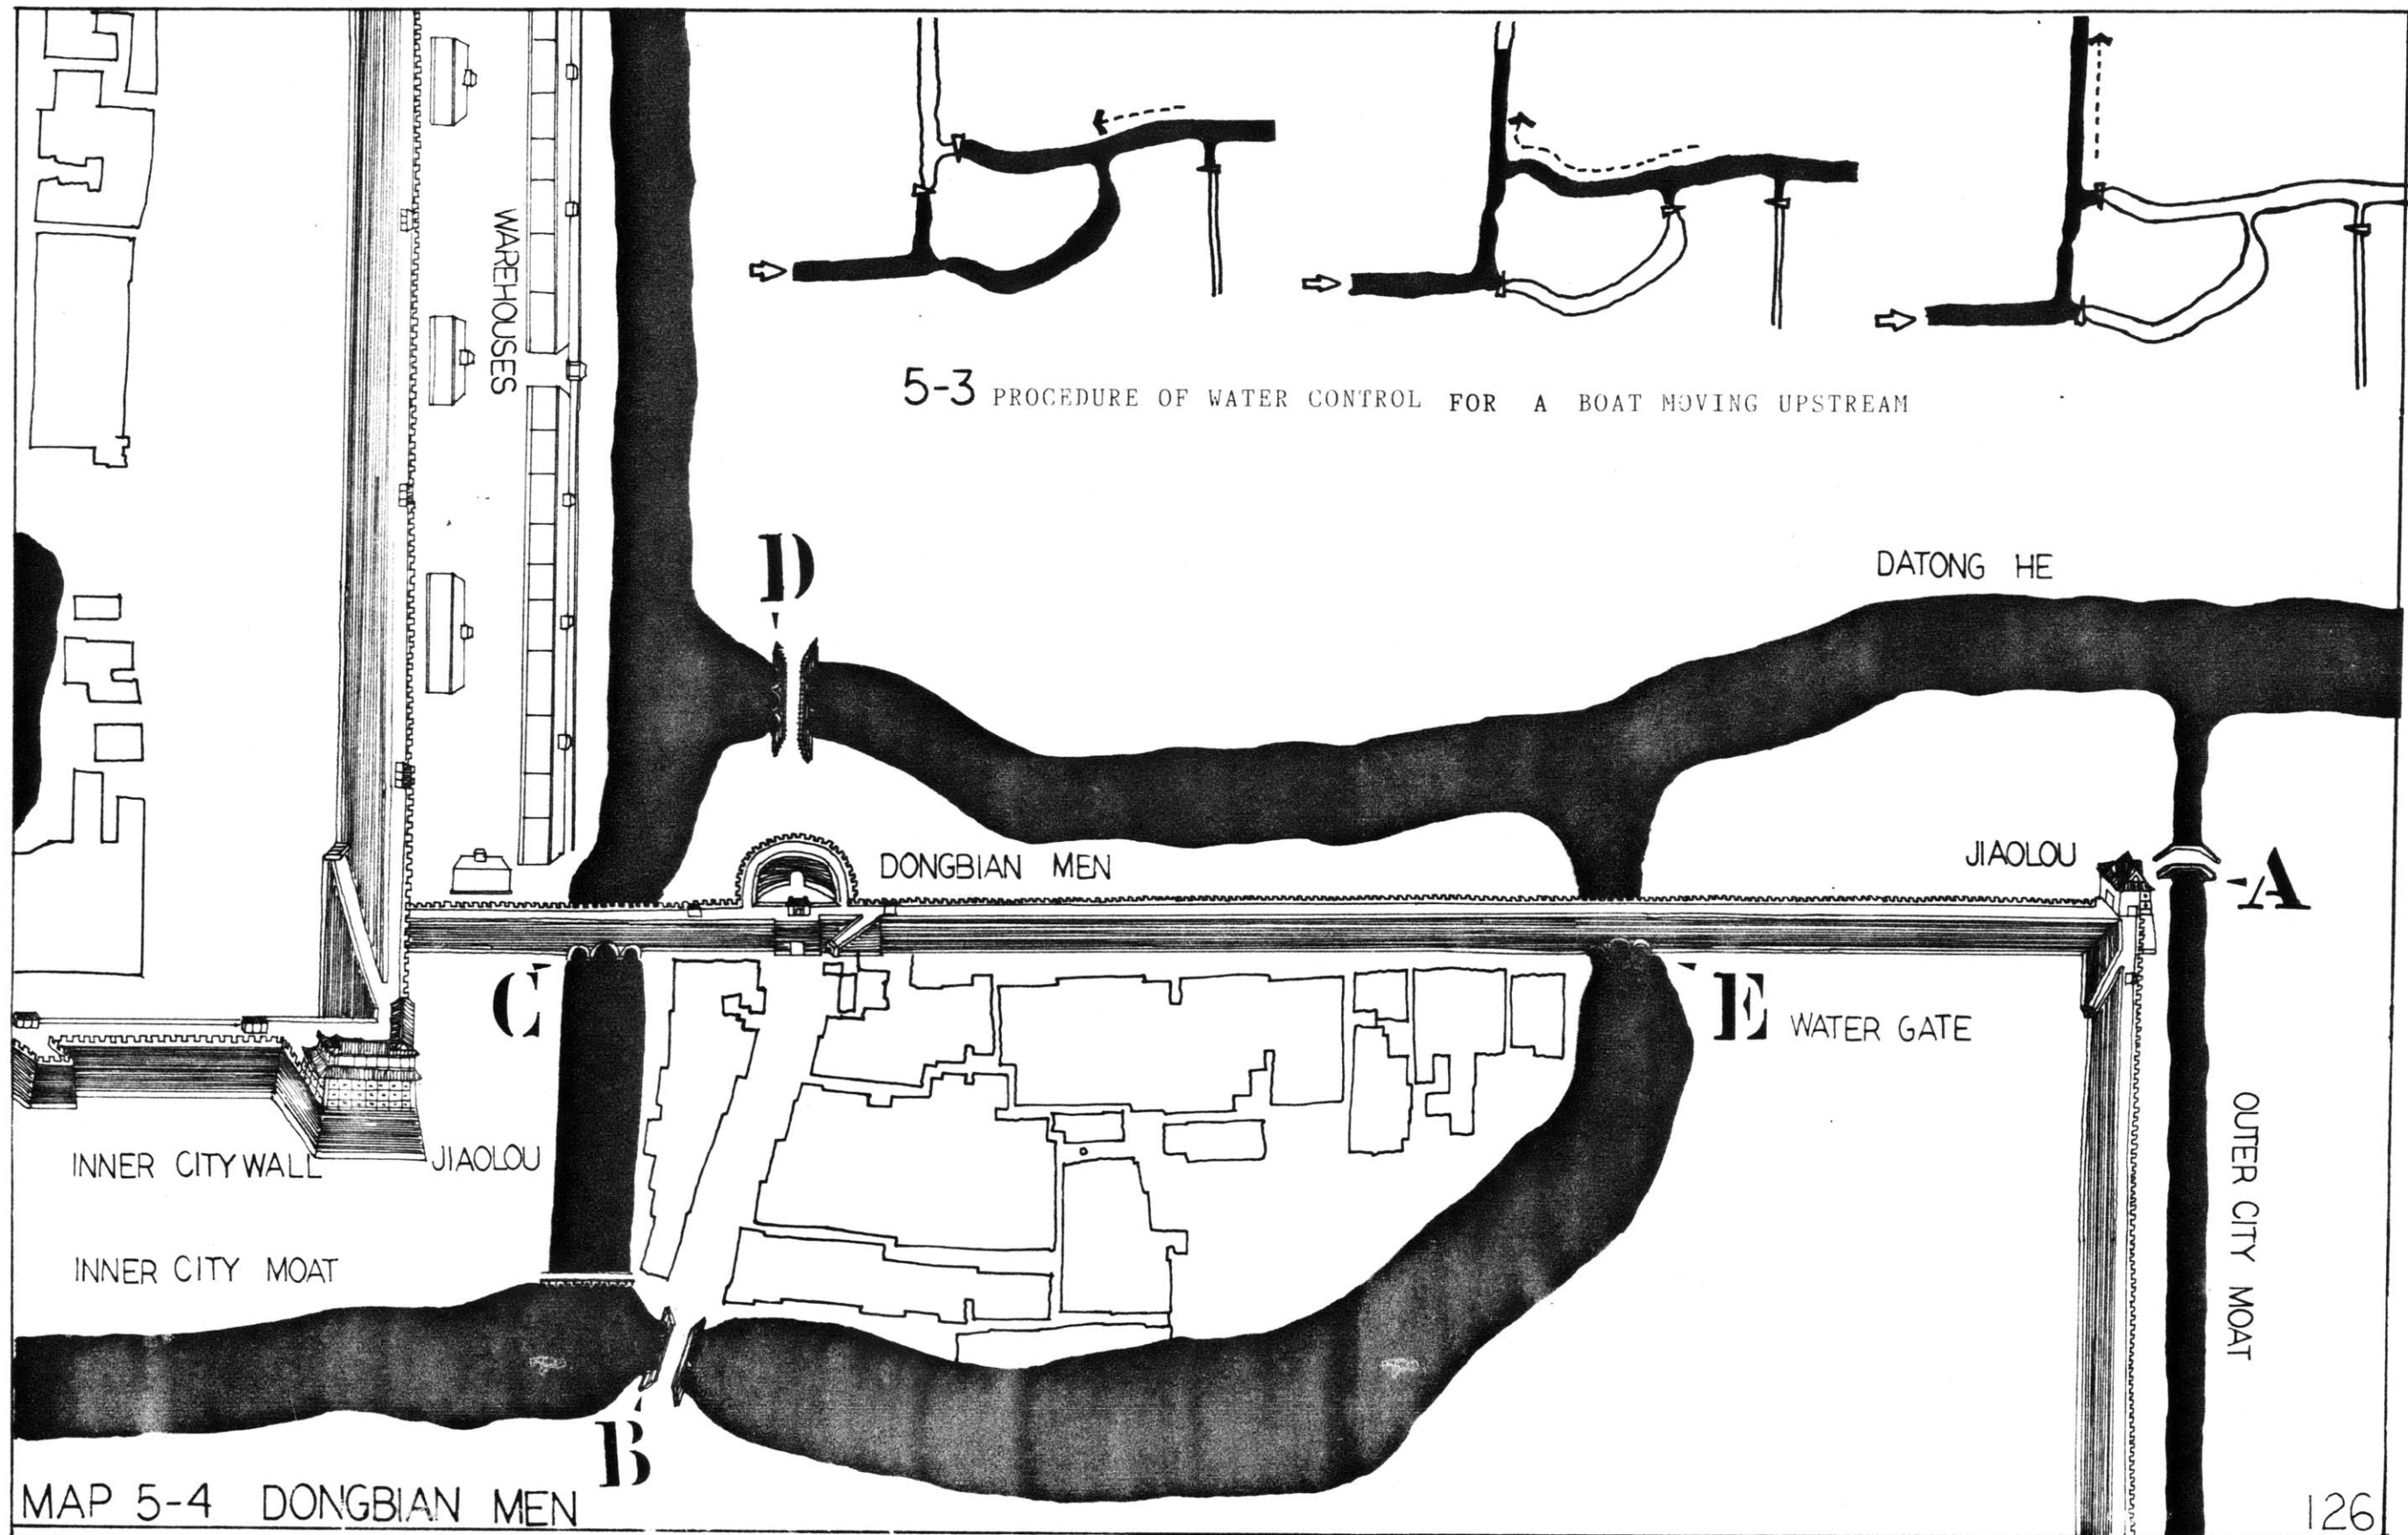 WAREHOUSES
5-3 PROCEDURE OF WATER CONTROL FOR A BOAT MOVING UPSTREAM
D
DATONG HE
DONGBIAN MEN
JIAOLOU
A
C
E WATER GATE
INNER CITY WALL
JIAOLOU
OUTER CITY MOAT
INNER CITY MOAT
B
MAP 5-4 DONGBIAN MEN
126